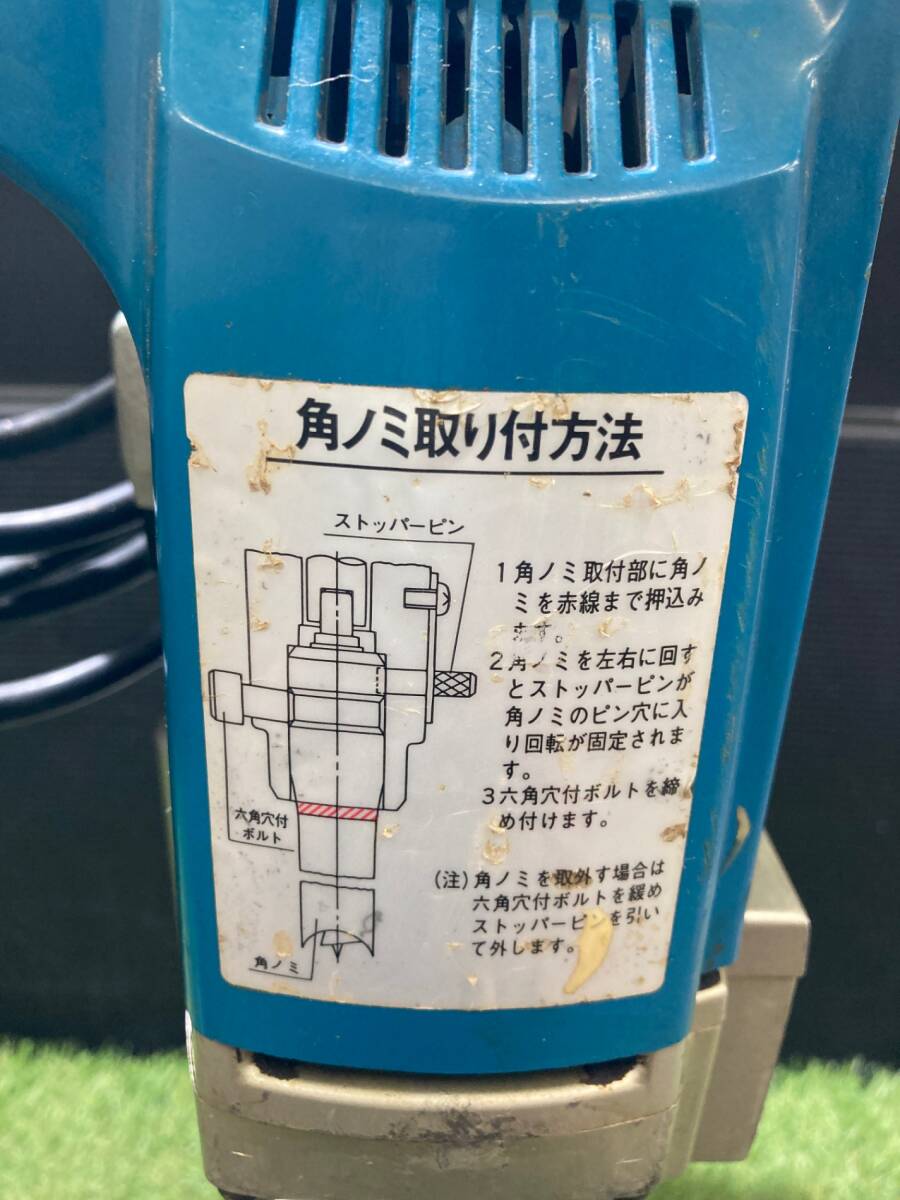 角ノミ取り付方法
ストッパーピン
1 角ノミ取付部に角ノ
ミを赤線まで押込み
ます。
2 角ノミを左右に回す
とストッパーピンが
角ノミのピン穴に入
り回転が固定されま
す。
3 六角穴付ボルトを締
め付けます。
六角穴付
ボルト
(注) 角ノミを取外す場合は
六角穴付ボルトを緩め
ストッパーピンを引い
て外します。
角ノミ